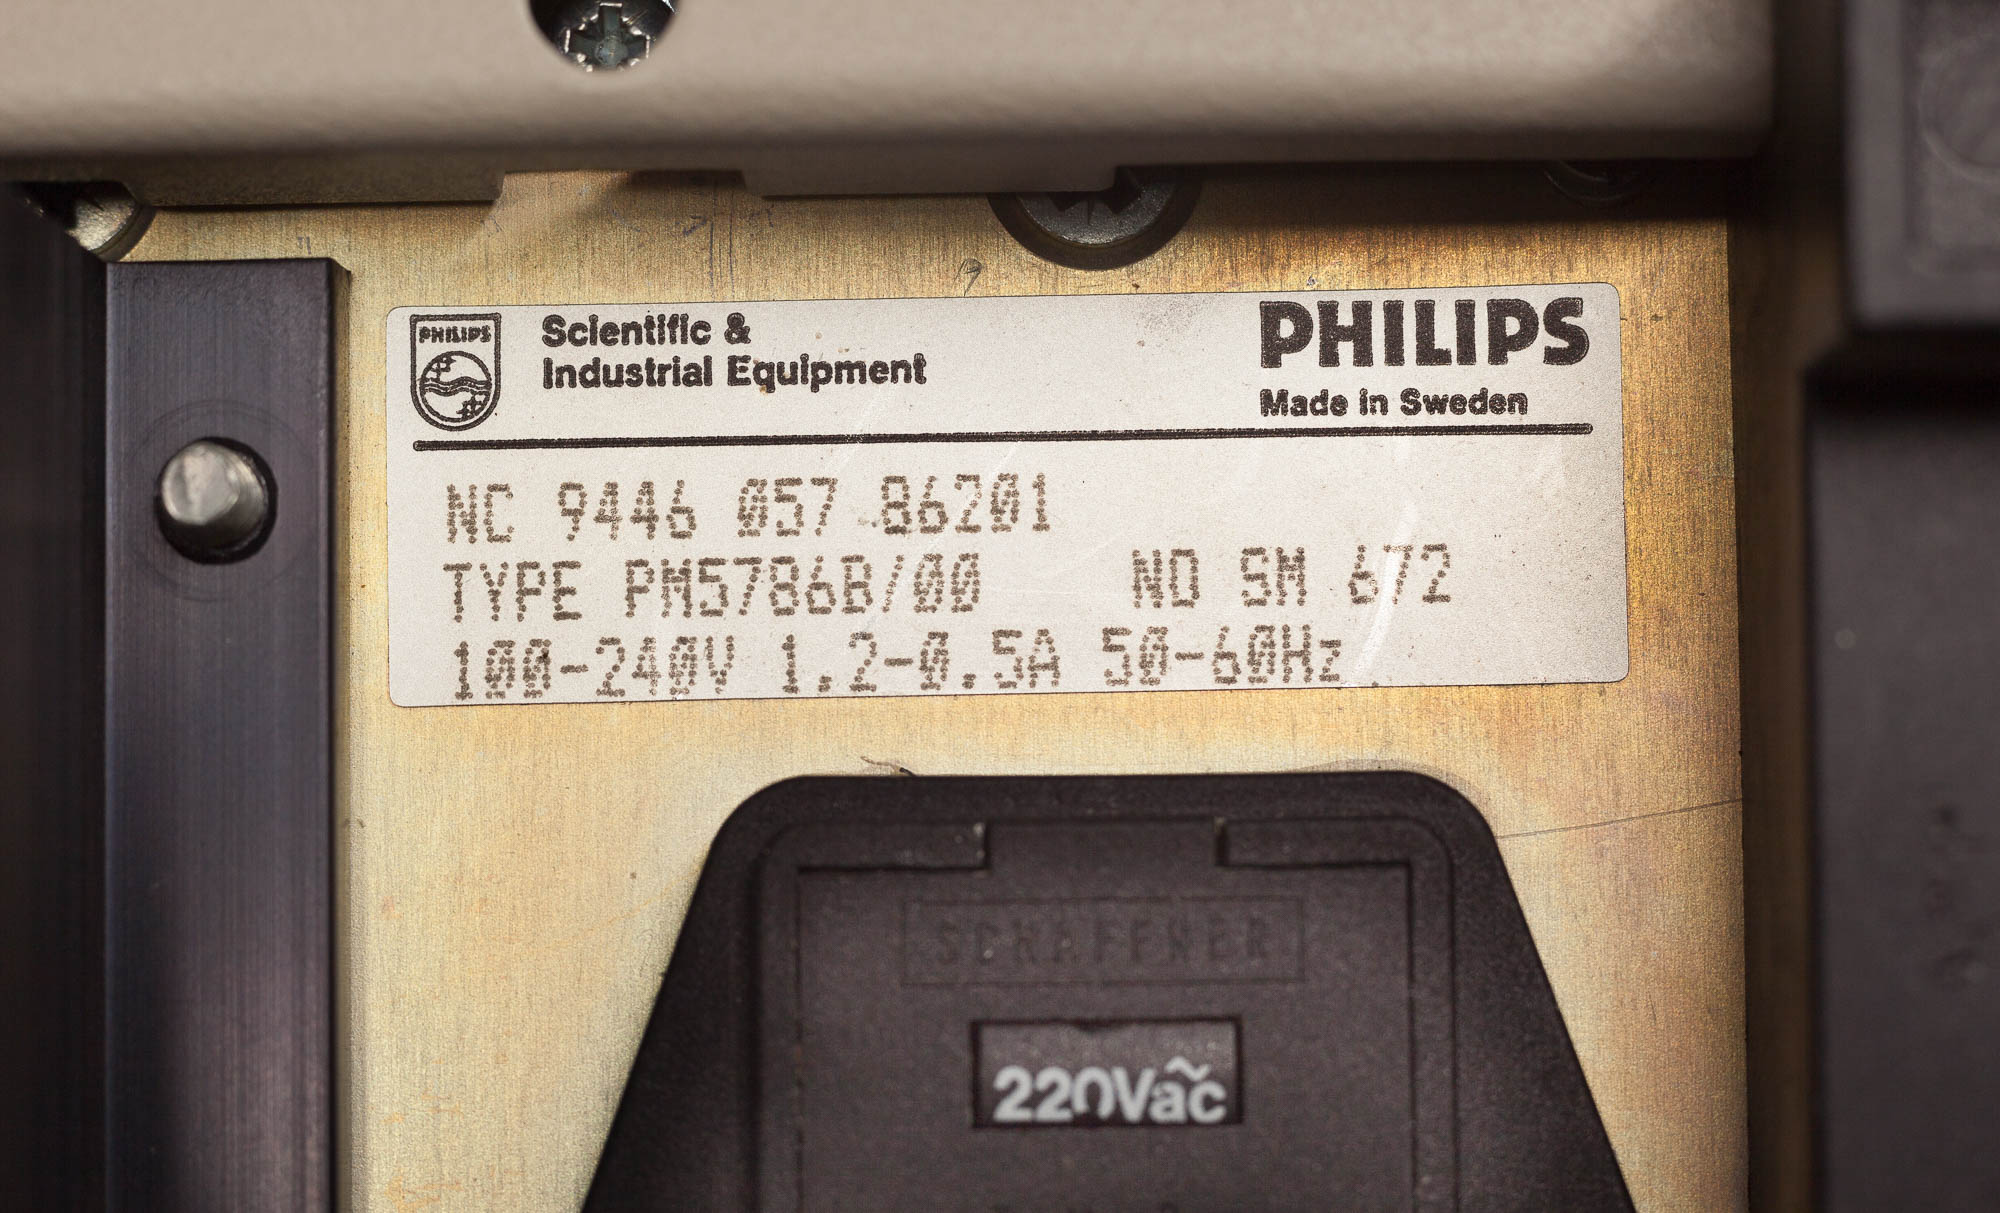 PHILIPS
Scientific &
Industrial Equipment
PHILIPS
Made in Sweden
NC 9446 057 86201
TYPE PM5786B/00 NO SM 672
100-240V 1.2-0.5A 50-60Hz
SCHAFFNER
220Vac